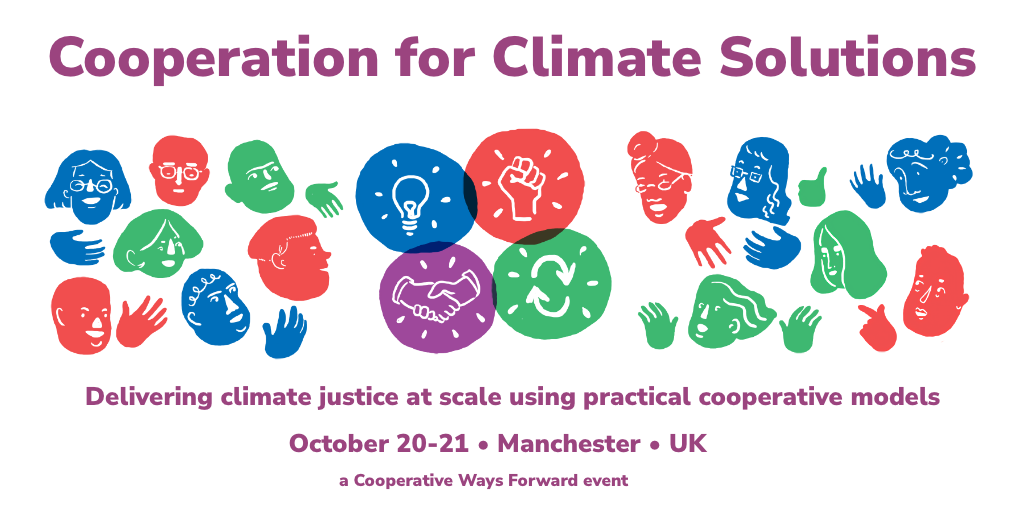 Cooperation for Climate Solutions
Delivering climate justice at scale using practical cooperative models
October 20-21 • Manchester • UK
a Cooperative Ways Forward event